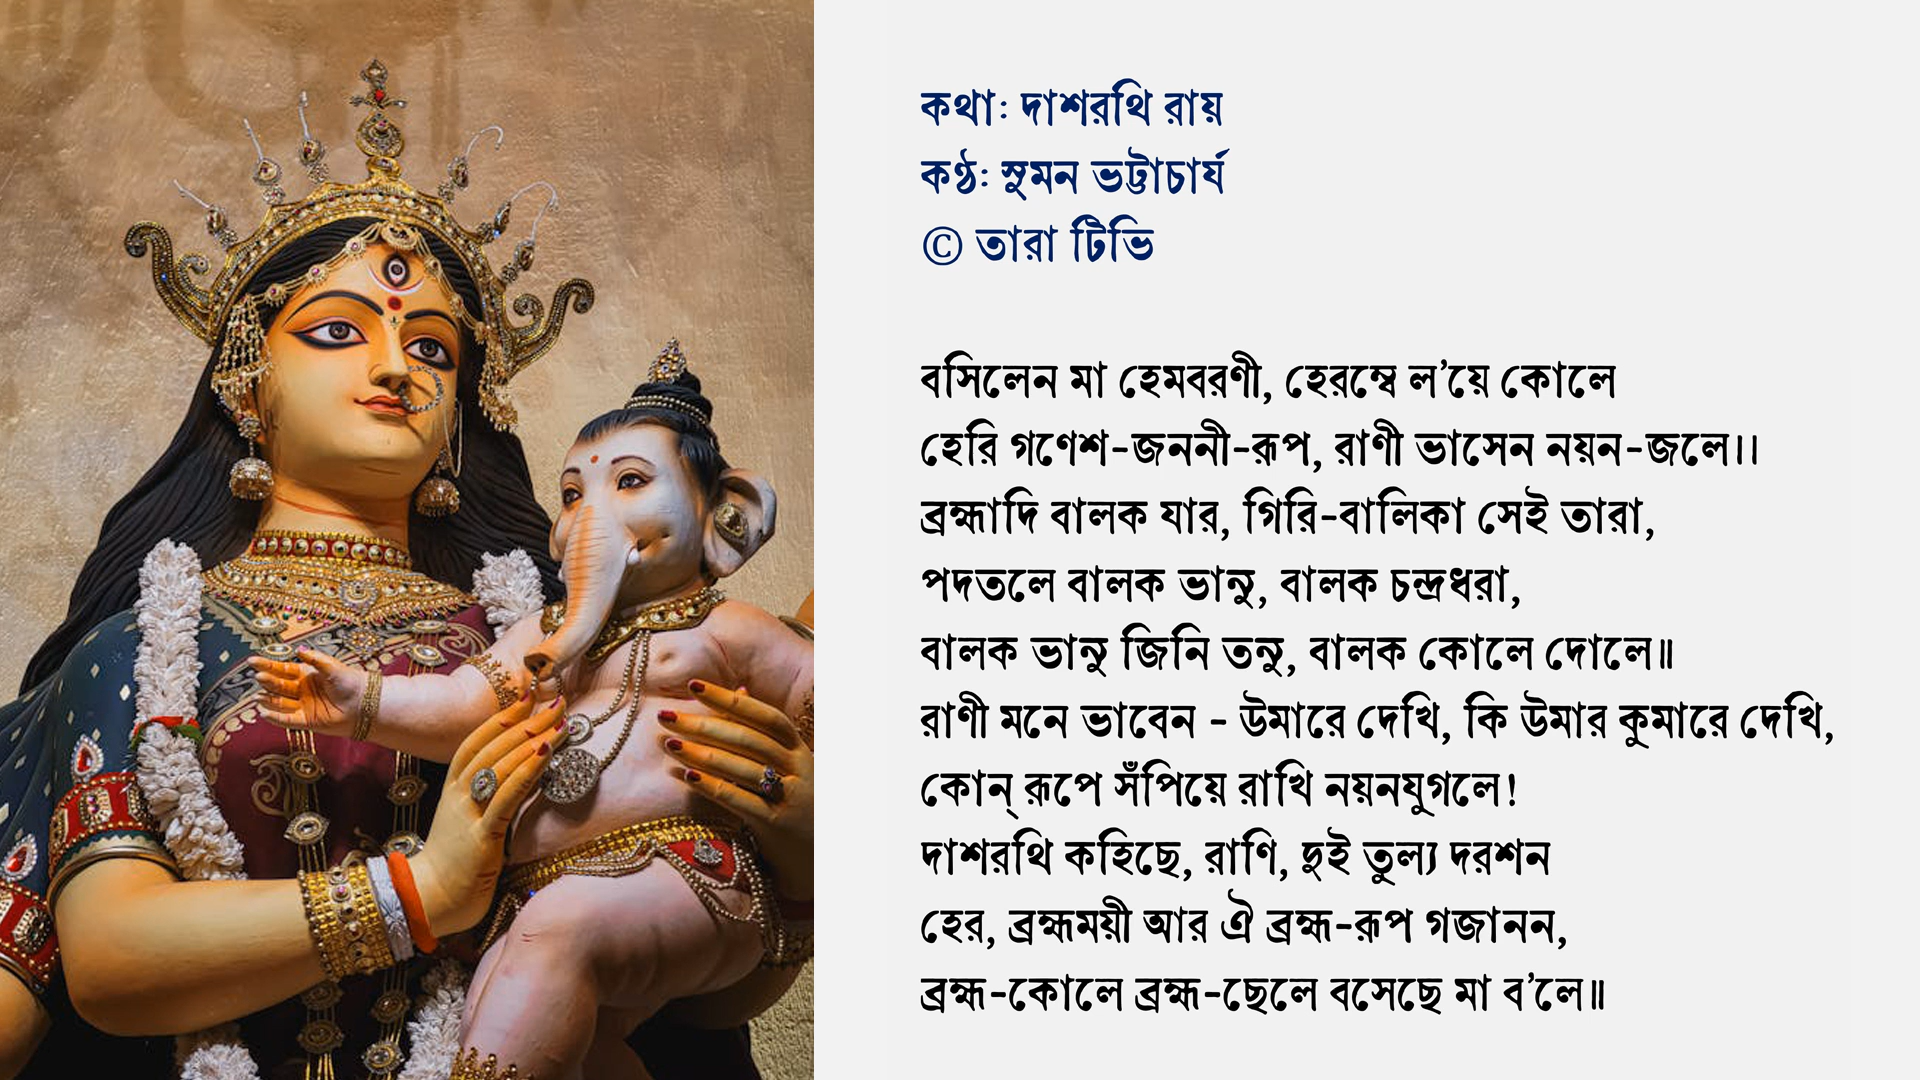 কথা: দাশরথি রায়
কণ্ঠ: সুমন ভট্টাচার্য
© তারা টিভি
বসিলেন মা হেমবরণী, হেরম্বে ল’য়ে কোলে
হেরি গণেশ-জননী-রূপ, রাণী ভাসেন নয়ন-জলে।।
ব্রহ্মাদি বালক যার, গিরি-বালিকা সেই তারা,
পদতলে বালক ভানু, বালক চন্দ্রধরা,
বালক ভানু জিনি তনু, বালক কোলে দোলে॥
রাণী মনে ভাবেন - উমারে দেখি, কি উমার কুমারে দেখি,
কোন্ রূপে সঁপিয়ে রাখি নয়নযুগলে!
দাশরথি কহিছে, রাণি, দুই তুল্য দরশন
হের, ব্রহ্মময়ী আর ঐ ব্রহ্ম-রূপ গজানন,
ব্রহ্ম-কোলে ব্রহ্ম-ছেলে বসেছে মা ব’লে॥